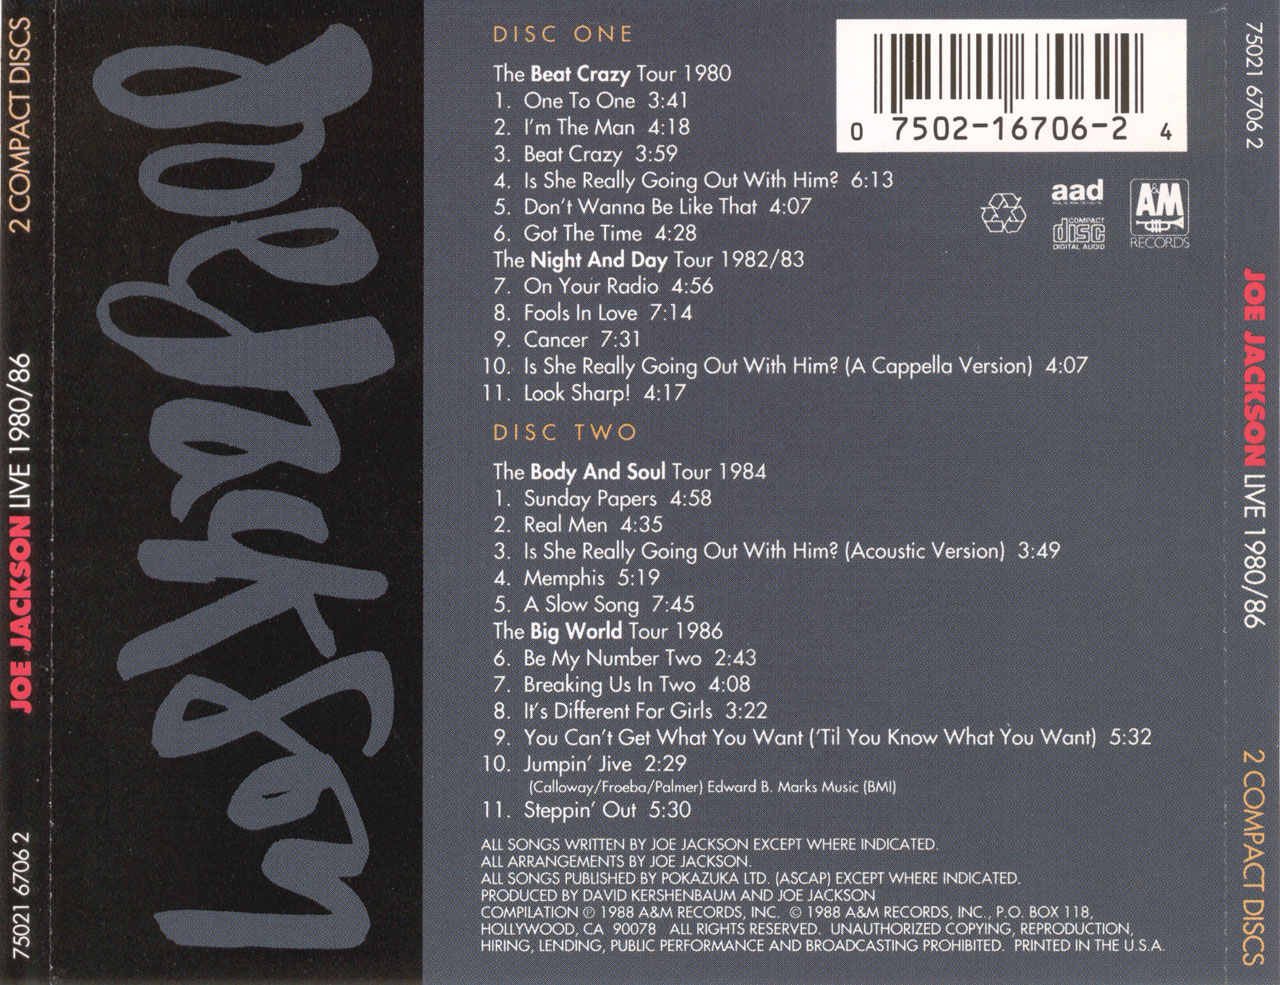 2 COMPACT DISCS
JOE JACKSON LIVE 1980/86
75021 6706 2
Joe Jackson
DISC ONE
The Beat Crazy Tour 1980
1. One To One 3:41
2. I'm The Man 4:18
3. Beat Crazy 3:59
4. Is She Really Going Out With Him? 6:13
5. Don't Wanna Be Like That 4:07
6. Got The Time 4:28
The Night And Day Tour 1982/83
7. On Your Radio 4:56
8. Fools In Love 7:14
9. Cancer 7:31
10. Is She Really Going Out With Him? (A Cappella Version) 4:07
11. Look Sharp! 4:17
DISC TWO
The Body And Soul Tour 1984
1. Sunday Papers 4:58
2. Real Men 4:35
3. Is She Really Going Out With Him? (Acoustic Version) 3:49
4. Memphis 5:19
5. A Slow Song 7:45
The Big World Tour 1986
6. Be My Number Two 2:43
7. Breaking Us In Two 4:08
8. It's Different For Girls 3:22
9. You Can't Get What You Want ('Til You Know What You Want) 5:32
10. Jumpin' Jive 2:29
(Calloway/Froeba/Palmer) Edward B. Marks Music (BMI)
11. Steppin' Out 5:30
ALL SONGS WRITTEN BY JOE JACKSON EXCEPT WHERE INDICATED.
ALL ARRANGEMENTS BY JOE JACKSON.
ALL SONGS PUBLISHED BY POKAZUKA LTD. (ASCAP) EXCEPT WHERE INDICATED.
PRODUCED BY DAVID KERSHENBAUM AND JOE JACKSON
COMPILATION ℗ 1988 A&M RECORDS, INC. © 1988 A&M RECORDS, INC., P.O. BOX 118,
HOLLYWOOD, CA 90078 ALL RIGHTS RESERVED. UNAUTHORIZED COPYING, REPRODUCTION,
HIRING, LENDING, PUBLIC PERFORMANCE AND BROADCASTING PROHIBITED. PRINTED IN THE U.S.A.
0 7502-16706-2 4
aad
COMPACT
disc
DIGITAL AUDIO
A&M
RECORDS
75021 6706 2
JOE JACKSON LIVE 1980/86
2 COMPACT DISCS